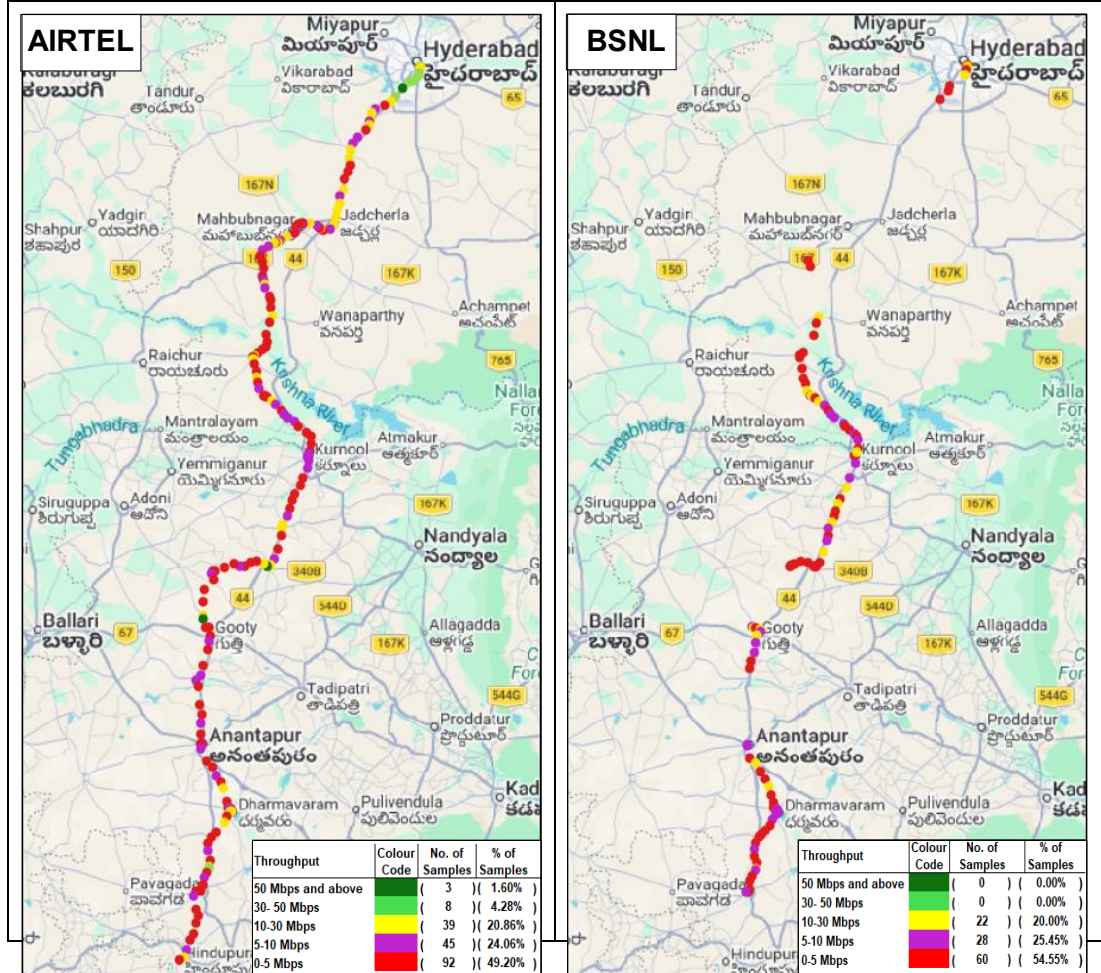 AIRTEL
Miyapur
మియాపూర్
Hyderabad
హైదరాబాద్
ಕಲಬುರಗಿ
Vikarabad
వికారాబాద్
Tandur
తాండూరు
65
167N
Yadgir
ಯಾದಗಿರಿ
Mahbubnagar
Jadcherla
జడ్చర్ల
Shahpur
ಶಹಾಪುರ
150
44
167K
Achampet
అచంపేట్
Wanaparthy
వనపర్తి
Raichur
ರಾಯಚೂರು
765
Krishna River
Tungabhadra
Mantralayam
మంత్రాలయం
Atmakur
ఆత్మకూర్
Kurnool
కర్నూలు
Yemmiganur
యెమ్మిగనూరు
Siruguppa
ಸಿರುಗುಪ್ಪ
Adoni
ఆదోని
167K
Nandyala
నంద్యాల
340B
44
544D
Ballari
ಬಳ್ಳಾರಿ
67
Gooty
గుత్తి
Allagadda
ఆళ్లగడ్డ
167K
Tadipatri
తాడిపత్రి
544G
Proddatur
ప్రొద్దుటూర్
Anantapur
అనంతపురం
Dharmavaram
ధర్మవరం
Pulivendula
పులివెందుల
Pavagada
ಪಾವಗಡ
Hindupur
Throughput Colour Code No. of Samples % of Samples
50 Mbps and above ( 3 )( 1.60% )
30- 50 Mbps ( 8 )( 4.28% )
10-30 Mbps ( 39 )( 20.86% )
5-10 Mbps ( 45 )( 24.06% )
0-5 Mbps ( 92 )( 49.20% )
BSNL
Miyapur
మియాపూర్
Hyderabad
హైదరాబాద్
ಕಲಬುರಗಿ
Vikarabad
వికారాబాద్
Tandur
తాండూరు
65
167N
Yadgir
ಯಾದಗಿರಿ
Mahbubnagar
మహబూబ్‌నగర్
Jadcherla
జడ్చర్ల
Shahpur
ಶಹಾಪುರ
150
44
167K
Achampet
అచంపేట్
Wanaparthy
వనపర్తి
Raichur
ರಾಯಚೂರು
765
Krishna River
Tungabhadra
Mantralayam
మంత్రాలయం
Atmakur
ఆత్మకూర్
Kurnool
కర్నూలు
Yemmiganur
యెమ్మిగనూరు
Siruguppa
ಸಿರುಗುಪ್ಪ
Adoni
ఆదోని
167K
Nandyala
నంద్యాల
340B
44
544D
Ballari
ಬಳ್ಳಾರಿ
67
Gooty
గుత్తి
Allagadda
ఆళ్లగడ్డ
167K
Tadipatri
తాడిపత్రి
544G
Proddatur
ప్రొద్దుటూర్
Anantapur
అనంతపురం
Dharmavaram
ధర్మవరం
Pulivendula
పులివెందుల
Pavagada
ಪಾವಗಡ
Hindupur
Throughput Colour Code No. of Samples % of Samples
50 Mbps and above ( 0 ) ( 0.00% )
30- 50 Mbps ( 0 ) ( 0.00% )
10-30 Mbps ( 22 ) ( 20.00% )
5-10 Mbps ( 28 ) ( 25.45% )
0-5 Mbps ( 60 ) ( 54.55% )